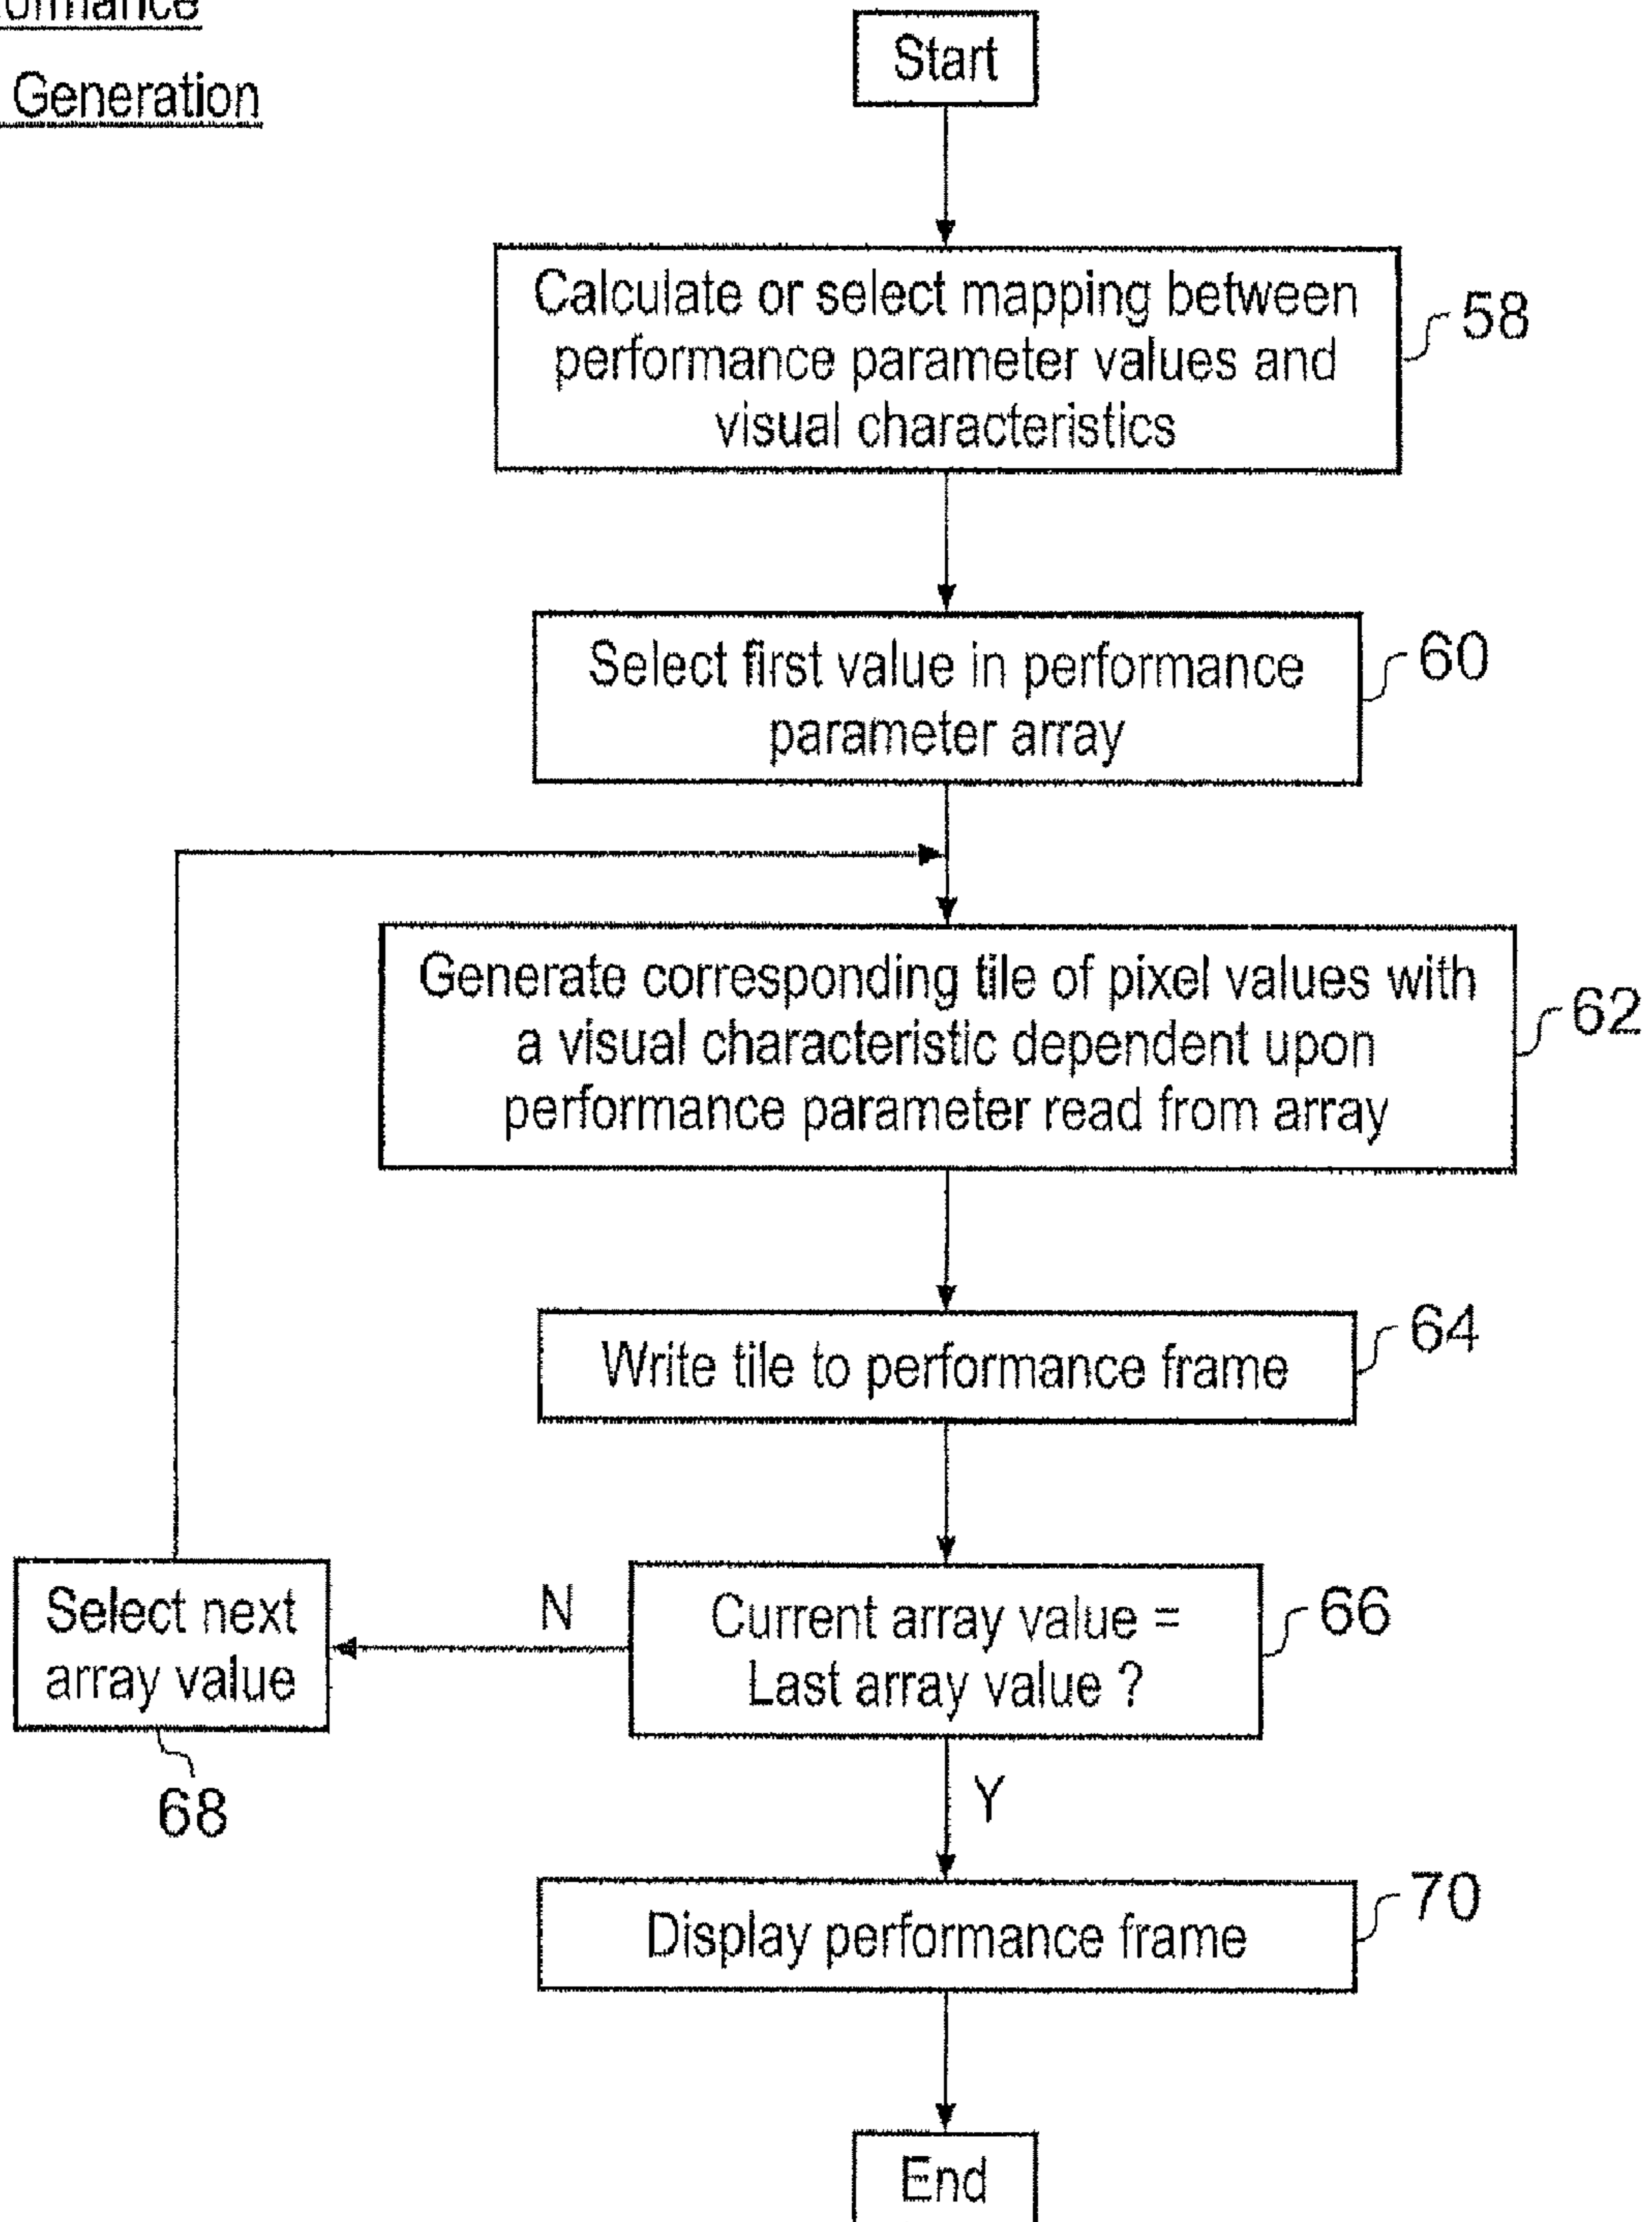 Generation
Start
Calculate or select mapping between
performance parameter values and
visual characteristics
58
Select first value in performance
parameter array
60
Generate corresponding tile of pixel values with
a visual characteristic dependent upon
performance parameter read from array
62
Write tile to performance frame
64
Current array value =
Last array value ?
66
N
Select next
array value
68
Y
Display performance frame
70
End